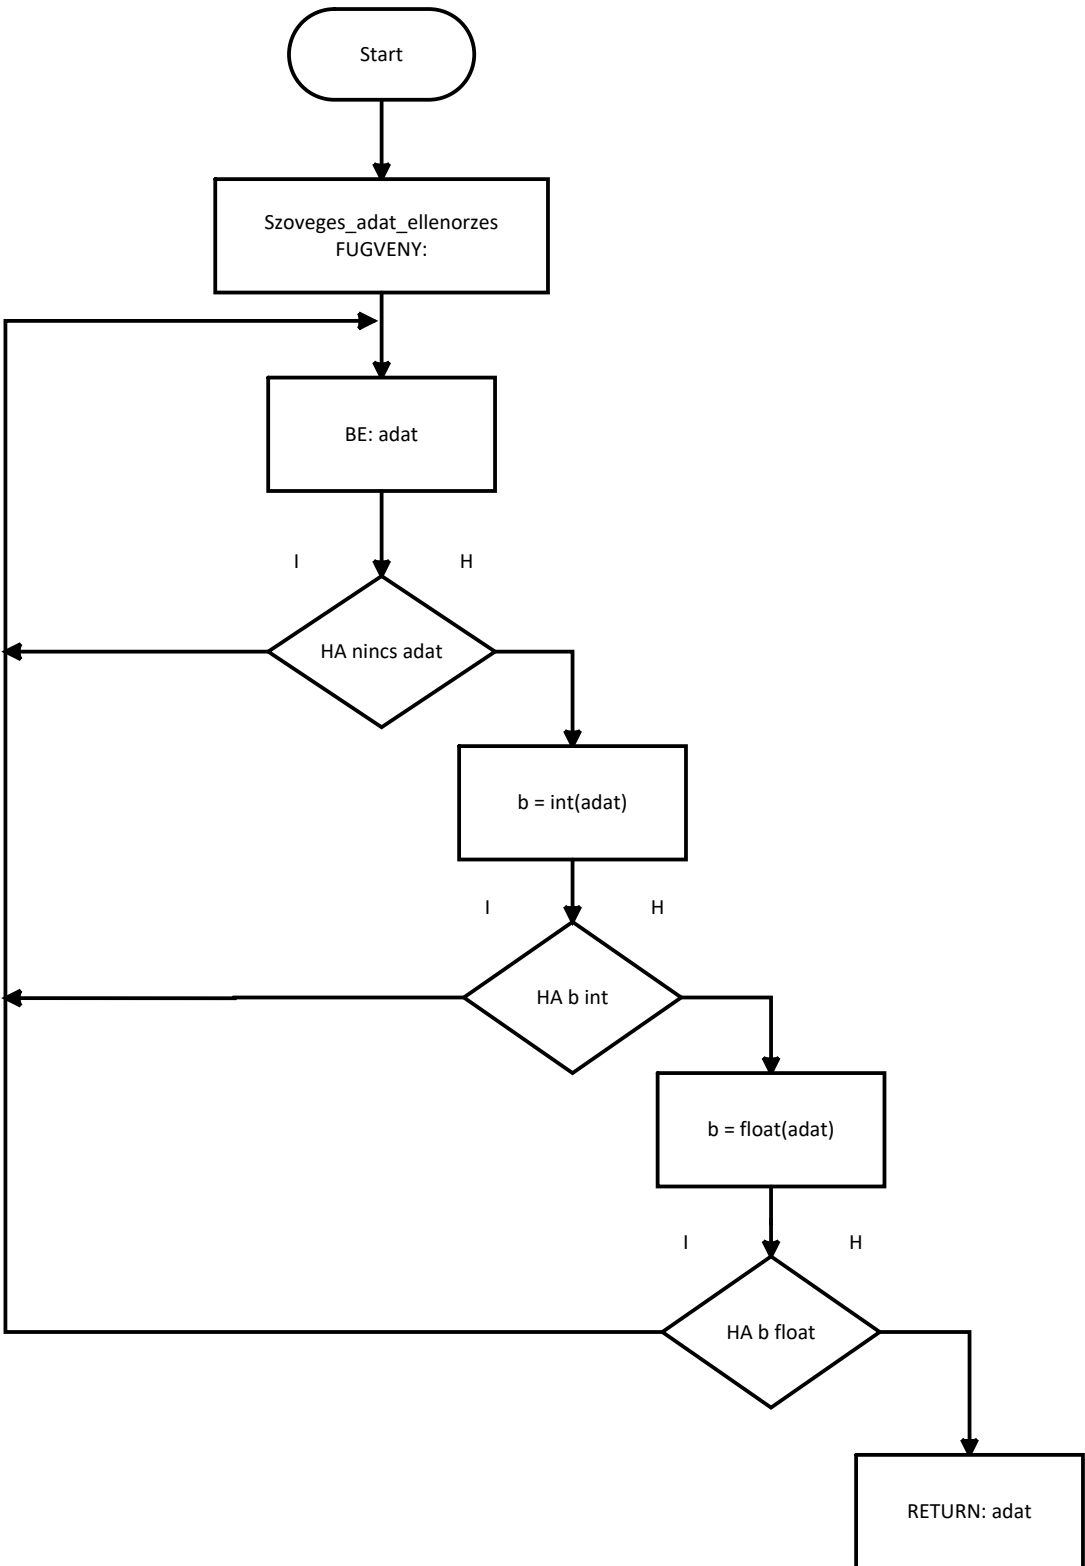 Start
Szoveges_adat_ellenorzes
FUGVENY:
BE: adat
I
H
HA nincs adat
b = int(adat)
I
H
HA b int
b = float(adat)
I
H
HA b float
RETURN: adat